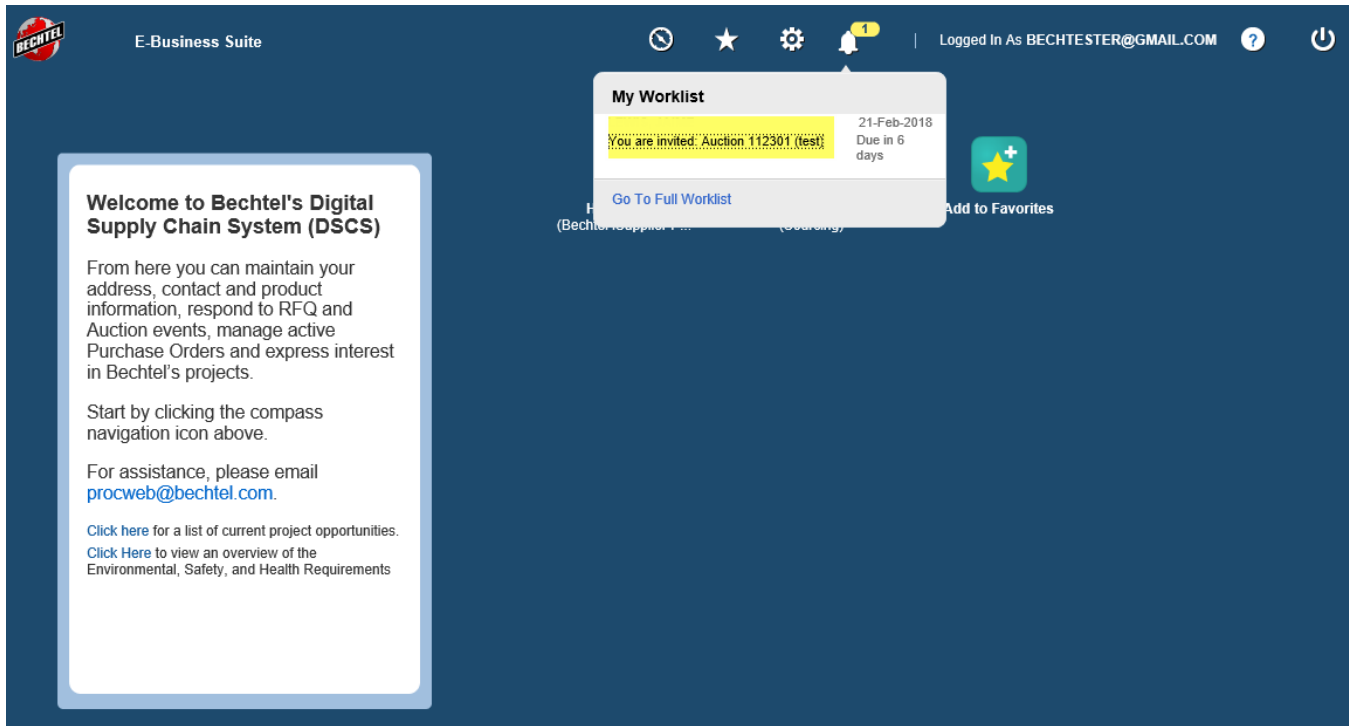 BECHTEL
E-Business Suite
1
Logged In As BECHTESTER@GMAIL.COM
?
My Worklist
You are invited: Auction 112301 (test)
21-Feb-2018
Due in 6
days
Go To Full Worklist
Add to Favorites
Welcome to Bechtel's Digital
Supply Chain System (DSCS)
From here you can maintain your
address, contact and product
information, respond to RFQ and
Auction events, manage active
Purchase Orders and express interest
in Bechtel's projects.
Start by clicking the compass
navigation icon above.
For assistance, please email
procweb@bechtel.com.
Click here for a list of current project opportunities.
Click Here to view an overview of the
Environmental, Safety, and Health Requirements